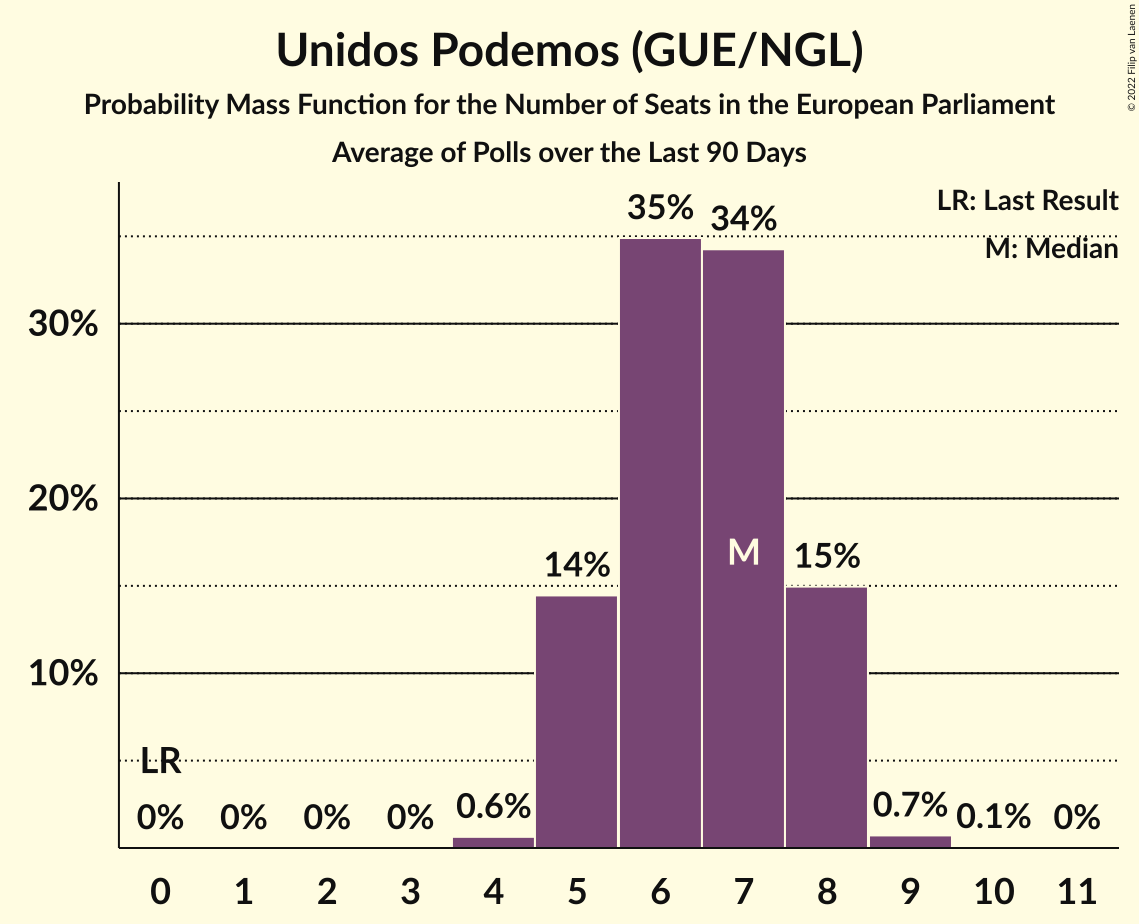 Unidos Podemos (GUE/NGL)
Probability Mass Function for the Number of Seats in the European Parliament
Average of Polls over the Last 90 Days
© 2022 Filip van Laenen
LR: Last Result
M: Median
35%
34%
30%
20%
14%
M
15%
10%
LR
0%
0%
0%
0%
0.6%
0.7%
0.1%
0%
0 1 2 3 4 5 6 7 8 9 10 11